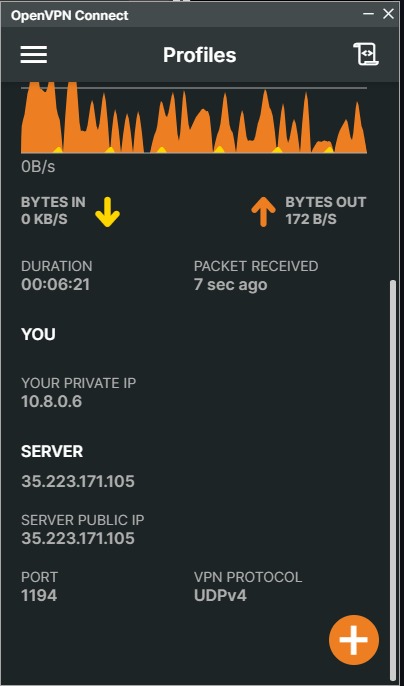 OpenVPN Connect
Profiles
0B/s
BYTES IN
0 KB/S
BYTES OUT
172 B/S
DURATION
00:06:21
PACKET RECEIVED
7 sec ago
YOU
YOUR PRIVATE IP
10.8.0.6
SERVER
35.223.171.105
SERVER PUBLIC IP
35.223.171.105
PORT
1194
VPN PROTOCOL
UDPv4